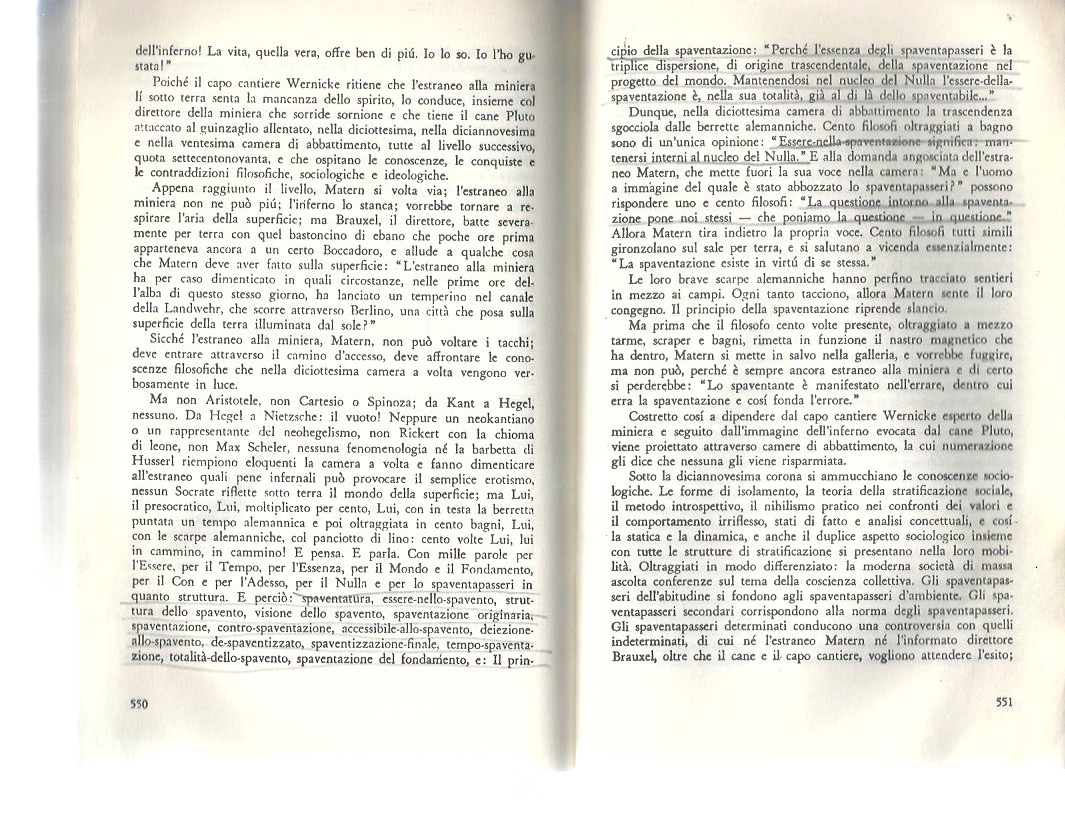 dell'inferno! La vita, quella vera, offre ben di piú. Io lo so. Io l'ho gu-
stata!"
Poiché il capo cantiere Wernicke ritiene che l'estraneo alla miniera
lí sotto terra senta la mancanza dello spirito, lo conduce, insieme col
direttore della miniera che sorride sornione e che tiene il cane Pluto
attaccato al guinzaglio allentato, nella diciottesima, nella diciannovesima
e nella ventesima camera di abbattimento, tutte al livello successivo,
quota settecentonovanta, e che ospitano le conoscenze, le conquiste e
le contraddizioni filosofiche, sociologiche e ideologiche.
Appena raggiunto il livello, Matern si volta via; l'estraneo alla
miniera non ne può piú; l'inferno lo stanca; vorrebbe tornare a re-
spirare l'aria della superficie; ma Brauxel, il direttore, batte severa-
mente per terra con quel bastoncino di ebano che poche ore prima
apparteneva ancora a un certo Boccadoro, e allude a qualche cosa
che Matern deve aver fatto sulla superficie: "L'estraneo alla miniera
ha per caso dimenticato in quali circostanze, nelle prime ore del-
l'alba di questo stesso giorno, ha lanciato un temperino nel canale
della Landwehr, che scorre attraverso Berlino, una città che posa sulla
superficie della terra illuminata dal sole?"
Sicché l'estraneo alla miniera, Matern, non può voltare i tacchi;
deve entrare attraverso il camino d'accesso, deve affrontare le cono-
scenze filosofiche che nella diciottesima camera a volta vengono ver-
bosamente in luce.
Ma non Aristotele, non Cartesio o Spinoza; da Kant a Hegel,
nessuno. Da Hegel a Nietzsche: il vuoto! Neppure un neokantiano
o un rappresentante del neohegelismo, non Rickert con la chioma
di leone, non Max Scheler, nessuna fenomenologia né la barbetta di
Husserl riempiono eloquenti la camera a volta e fanno dimenticare
all'estraneo quali pene infernali può provocare il semplice erotismo,
nessun Socrate riflette sotto terra il mondo della superficie; ma Lui,
il presocratico, Lui, moltiplicato per cento, Lui, con in testa la berretta
puntata un tempo alemannica e poi oltraggiata in cento bagni, Lui,
con le scarpe alemanniche, col panciotto di lino: cento volte Lui, lui
in cammino, in cammino! E pensa. E parla. Con mille parole per
l'Essere, per il Tempo, per l'Essenza, per il Mondo e il Fondamento,
per il Con e per l'Adesso, per il Nulla e per lo spaventapasseri in
quanto struttura. E perciò: spaventatura, essere-nello-spavento, strut-
tura dello spavento, visione dello spavento, spaventazione originaria,
spaventazione, contro-spaventazione, accessibile-allo-spavento, deiezione-
allo-spavento, de-spaventizzato, spaventizzazione-finale, tempo-spaventa-
zione, totalità-dello-spavento, spaventazione del fondamento, e: Il prin-
550
cipio della spaventazione: "Perché l'essenza degli spaventapasseri è la
triplice dispersione, di origine trascendentale, della spaventazione nel
progetto del mondo. Mantenendosi nel nucleo del Nulla l'essere-della-
spaventazione è, nella sua totalità, già al di là dello spaventabile..."
Dunque, nella diciottesima camera di abbattimento la trascendenza
sgocciola dalle berrette alemanniche. Cento filosofi oltraggiati a bagno
sono di un'unica opinione: "Essere-nella-spaventazione significa: man-
tenersi interni al nucleo del Nulla." E alla domanda angosciata dell'estra-
neo Matern, che mette fuori la sua voce nella camera: "Ma e l'uomo
a immagine del quale è stato abbozzato lo spaventapasseri?" possono
rispondere uno e cento filosofi: "La questione intorno alla spaventa-
zione pone noi stessi — che poniamo la questione — in questione."
Allora Matern tira indietro la propria voce. Cento filosofi tutti simili
gironzolano sul sale per terra, e si salutano a vicenda essenzialmente:
"La spaventazione esiste in virtú di se stessa."
Le loro brave scarpe alemanniche hanno perfino tracciato sentieri
in mezzo ai campi. Ogni tanto tacciono, allora Matern sente il loro
congegno. Il principio della spaventazione riprende slancio.
Ma prima che il filosofo cento volte presente, oltraggiato a mezzo
tarme, scraper e bagni, rimetta in funzione il nastro magnetico che
ha dentro, Matern si mette in salvo nella galleria, e vorrebbe fuggire,
ma non può, perché è sempre ancora estraneo alla miniera e di certo
si perderebbe: "Lo spaventante è manifestato nell'errare, dentro cui
erra la spaventazione e cosí fonda l'errore."
Costretto cosí a dipendere dal capo cantiere Wernicke esperto della
miniera e seguito dall'immagine dell'inferno evocata dal cane Pluto,
viene proiettato attraverso camere di abbattimento, la cui numerazione
gli dice che nessuna gli viene risparmiata.
Sotto la diciannovesima corona si ammucchiano le conoscenze socio-
logiche. Le forme di isolamento, la teoria della stratificazione sociale,
il metodo introspettivo, il nihilismo pratico nei confronti dei valori e
il comportamento irriflesso, stati di fatto e analisi concettuali, e cosí
la statica e la dinamica, e anche il duplice aspetto sociologico insieme
con tutte le strutture di stratificazione si presentano nella loro mobi-
lità. Oltraggiati in modo differenziato: la moderna società di massa
ascolta conferenze sul tema della coscienza collettiva. Gli spaventapas-
seri dell'abitudine si fondono agli spaventapasseri d'ambiente. Gli spa-
ventapasseri secondari corrispondono alla norma degli spaventapasseri.
Gli spaventapasseri determinati conducono una controversia con quelli
indeterminati, di cui né l'estraneo Matern né l'informato direttore
Brauxel, oltre che il cane e il capo cantiere, vogliono attendere l'esito;
551